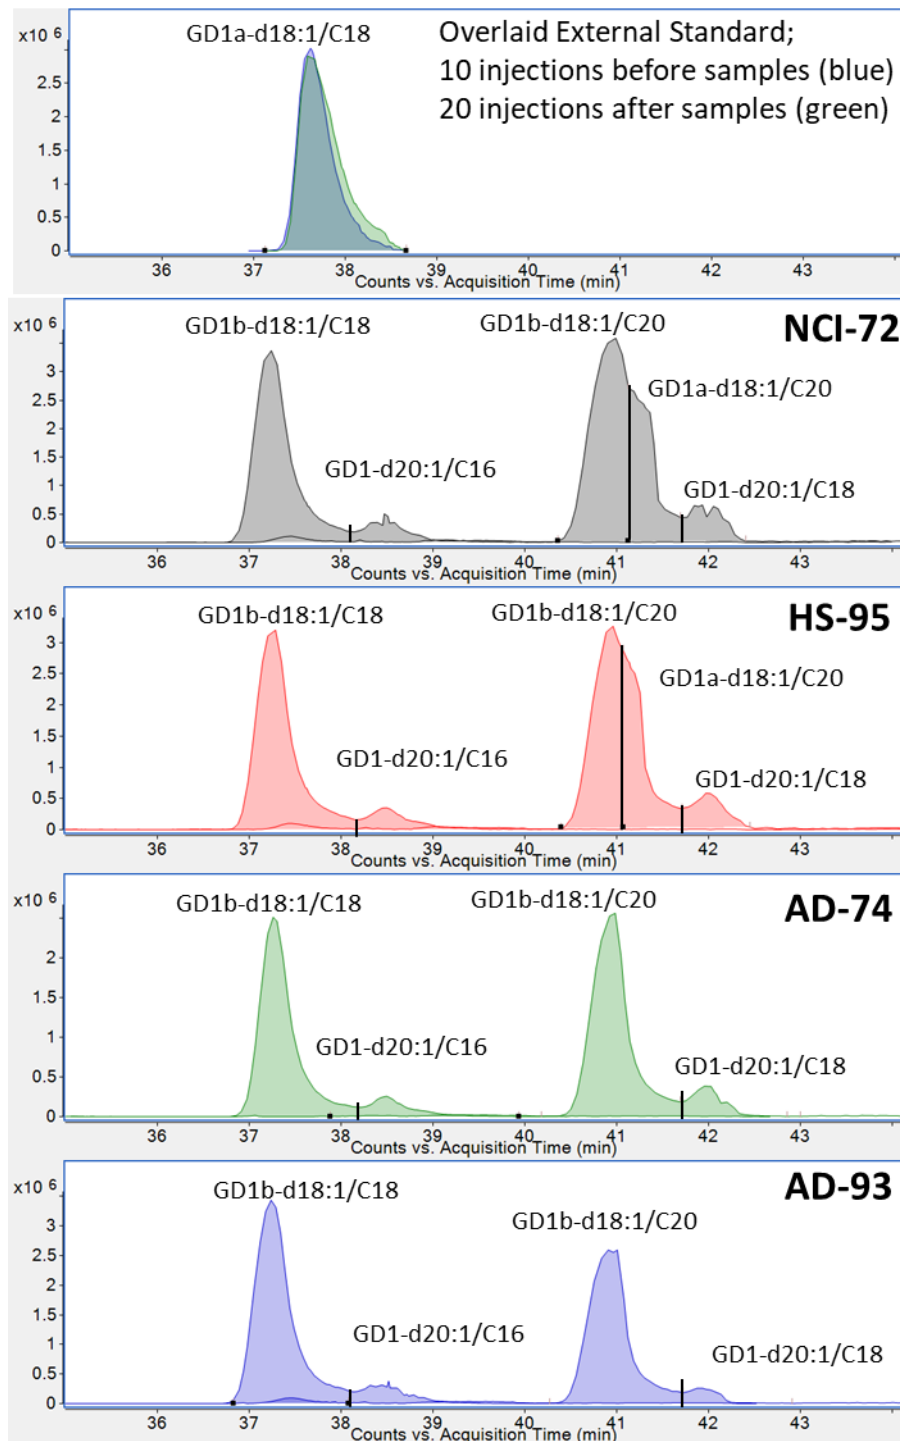 x10 6
GD1a-d18:1/C18
Overlaid External Standard;
10 injections before samples (blue)
20 injections after samples (green)
2.5
2
1.5
1
0.5
0
36 37 38 39 40 41 42 43
Counts vs. Acquisition Time (min)
x10 6
GD1b-d18:1/C18
GD1b-d18:1/C20
NCI-72
GD1a-d18:1/C20
GD1-d20:1/C16
GD1-d20:1/C18
3
2.5
2
1.5
1
0.5
0
36 37 38 39 40 41 42 43
Counts vs. Acquisition Time (min)
x10 6
GD1b-d18:1/C18
GD1b-d18:1/C20
HS-95
GD1a-d18:1/C20
GD1-d20:1/C16
GD1-d20:1/C18
3
2.5
2
1.5
1
0.5
0
36 37 38 39 40 41 42 43
Counts vs. Acquisition Time (min)
x10 6
GD1b-d18:1/C18
GD1b-d18:1/C20
AD-74
GD1-d20:1/C16
GD1-d20:1/C18
2
1.5
1
0.5
0
36 37 38 39 40 41 42 43
Counts vs. Acquisition Time (min)
x10 6
GD1b-d18:1/C18
GD1b-d18:1/C20
AD-93
GD1-d20:1/C16
GD1-d20:1/C18
3
2.5
2
1.5
1
0.5
0
36 37 38 39 40 41 42 43
Counts vs. Acquisition Time (min)